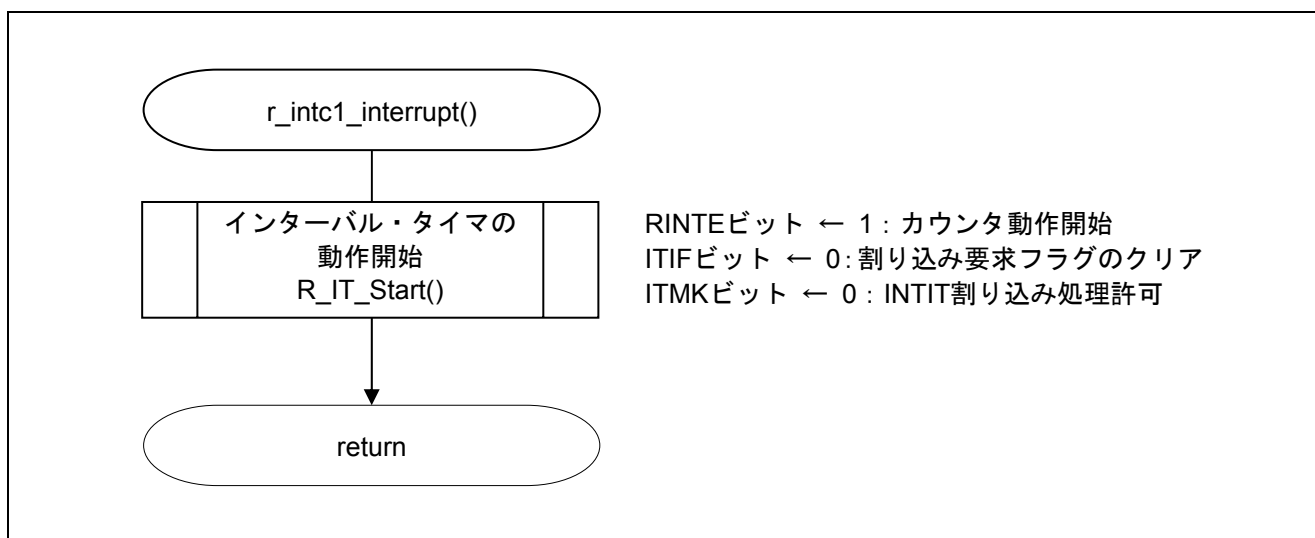 r_intc1_interrupt()
インターバル・タイマの
動作開始
R_IT_Start()
RINTEビット ← 1：カウンタ動作開始
ITIFビット ← 0：割り込み要求フラグのクリア
ITMKビット ← 0：INTIT割り込み処理許可
return